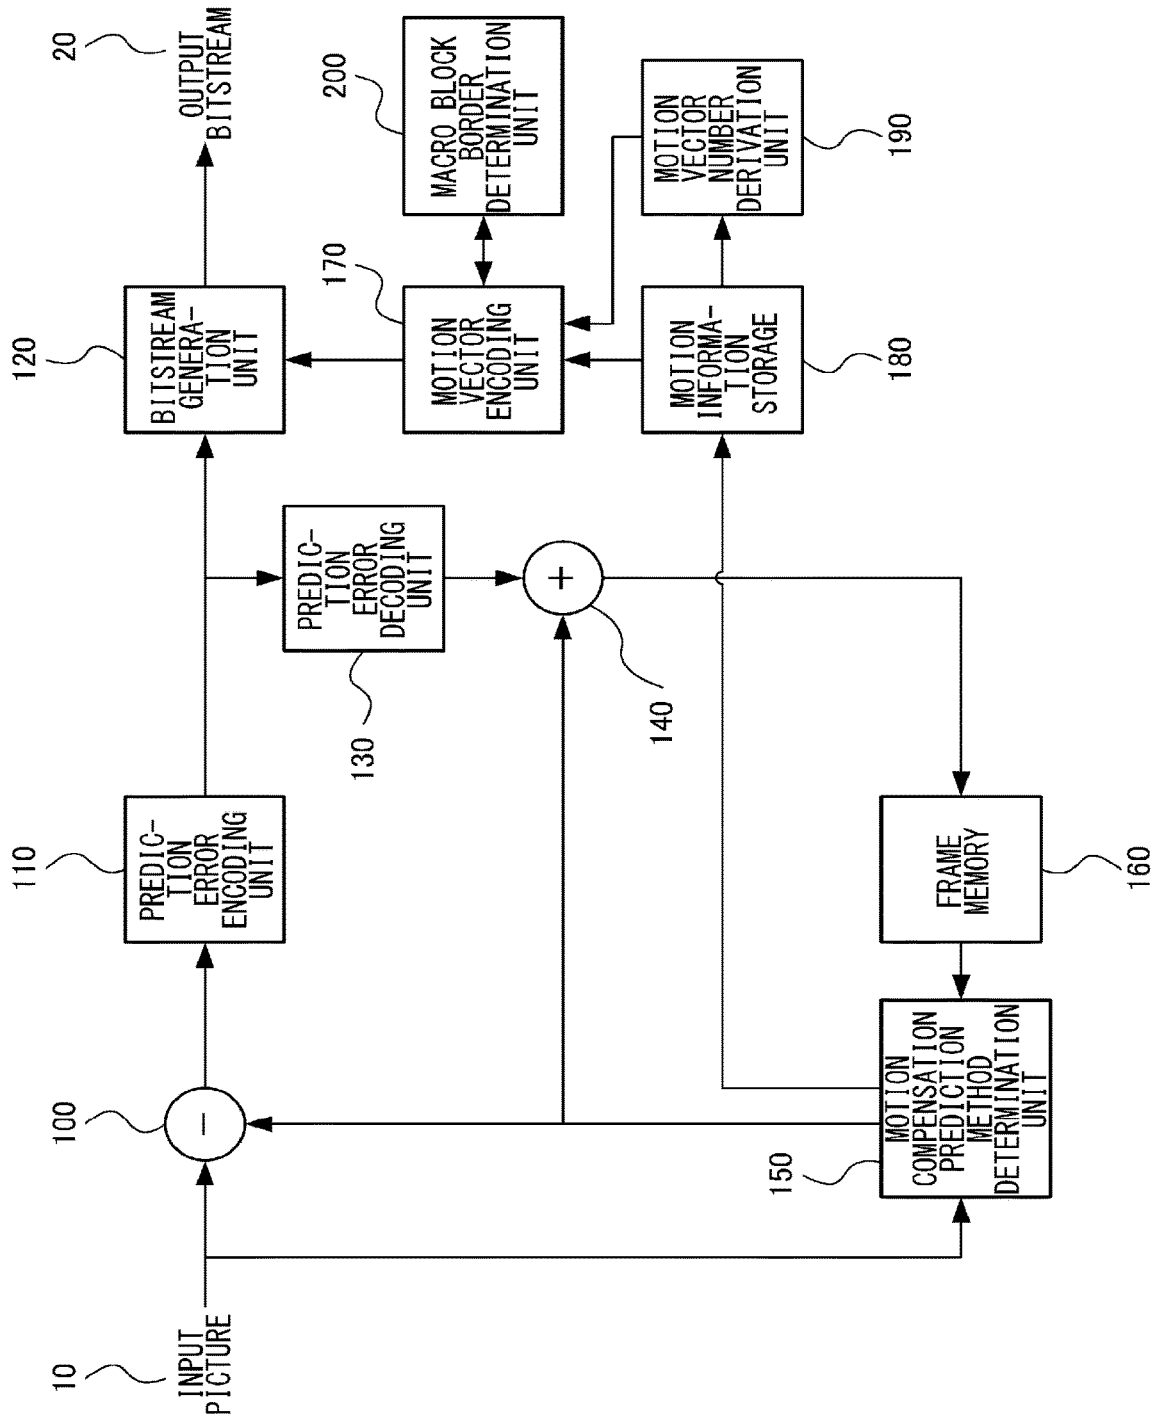 10
INPUT
PICTURE
100
−
110
PREDIC-
TION
ERROR
ENCODING
UNIT
120
BITSTREAM
GENERA-
TION
UNIT
20
OUTPUT
BITSTREAM
130
PREDIC-
TION
ERROR
DECODING
UNIT
170
MOTION
VECTOR
ENCODING
UNIT
200
MACRO BLOCK
BORDER
DETERMINATION
UNIT
140
+
MOTION
INFORMA-
TION
STORAGE
180
MOTION
VECTOR
NUMBER
DERIVATION
UNIT
190
150
MOTION
COMPENSATION
PREDICTION
METHOD
DETERMINATION
UNIT
FRAME
MEMORY
160